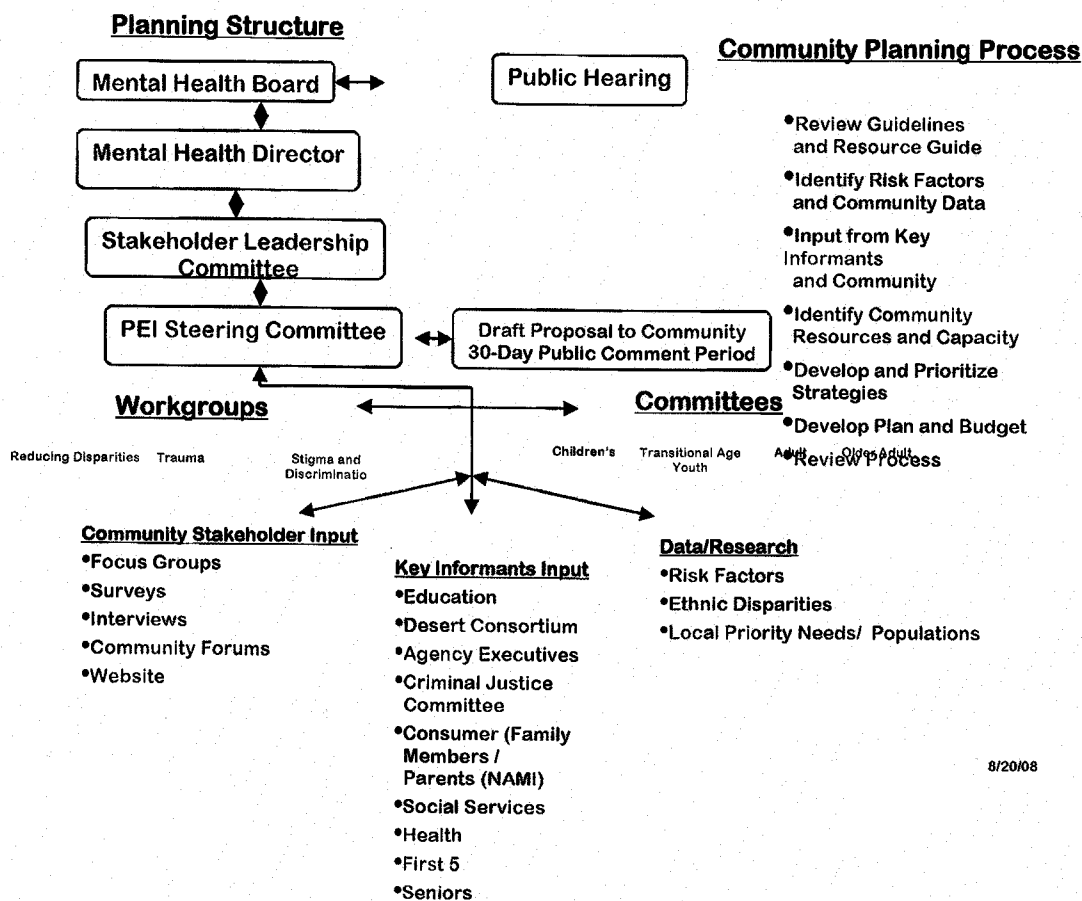 Planning Structure
Community Planning Process
Mental Health Board
Public Hearing
Mental Health Director
Stakeholder Leadership
Committee
PEI Steering Committee
Draft Proposal to Community
30-Day Public Comment Period
•Review Guidelines
and Resource Guide
•Identify Risk Factors
and Community Data
•Input from Key
Informants
and Community
•Identify Community
Resources and Capacity
•Develop and Prioritize
Strategies
•Develop Plan and Budget
•Review Process
Workgroups
Committees
Reducing Disparities
Trauma
Stigma and
Discriminatio
Children's
Transitional Age
Youth
Adult
Older Adult
Community Stakeholder Input
•Focus Groups
•Surveys
•Interviews
•Community Forums
•Website
Key Informants Input
•Education
•Desert Consortium
•Agency Executives
•Criminal Justice
Committee
•Consumer (Family
Members /
Parents (NAMI)
•Social Services
•Health
•First 5
•Seniors
Data/Research
•Risk Factors
•Ethnic Disparities
•Local Priority Needs/ Populations
8/20/08